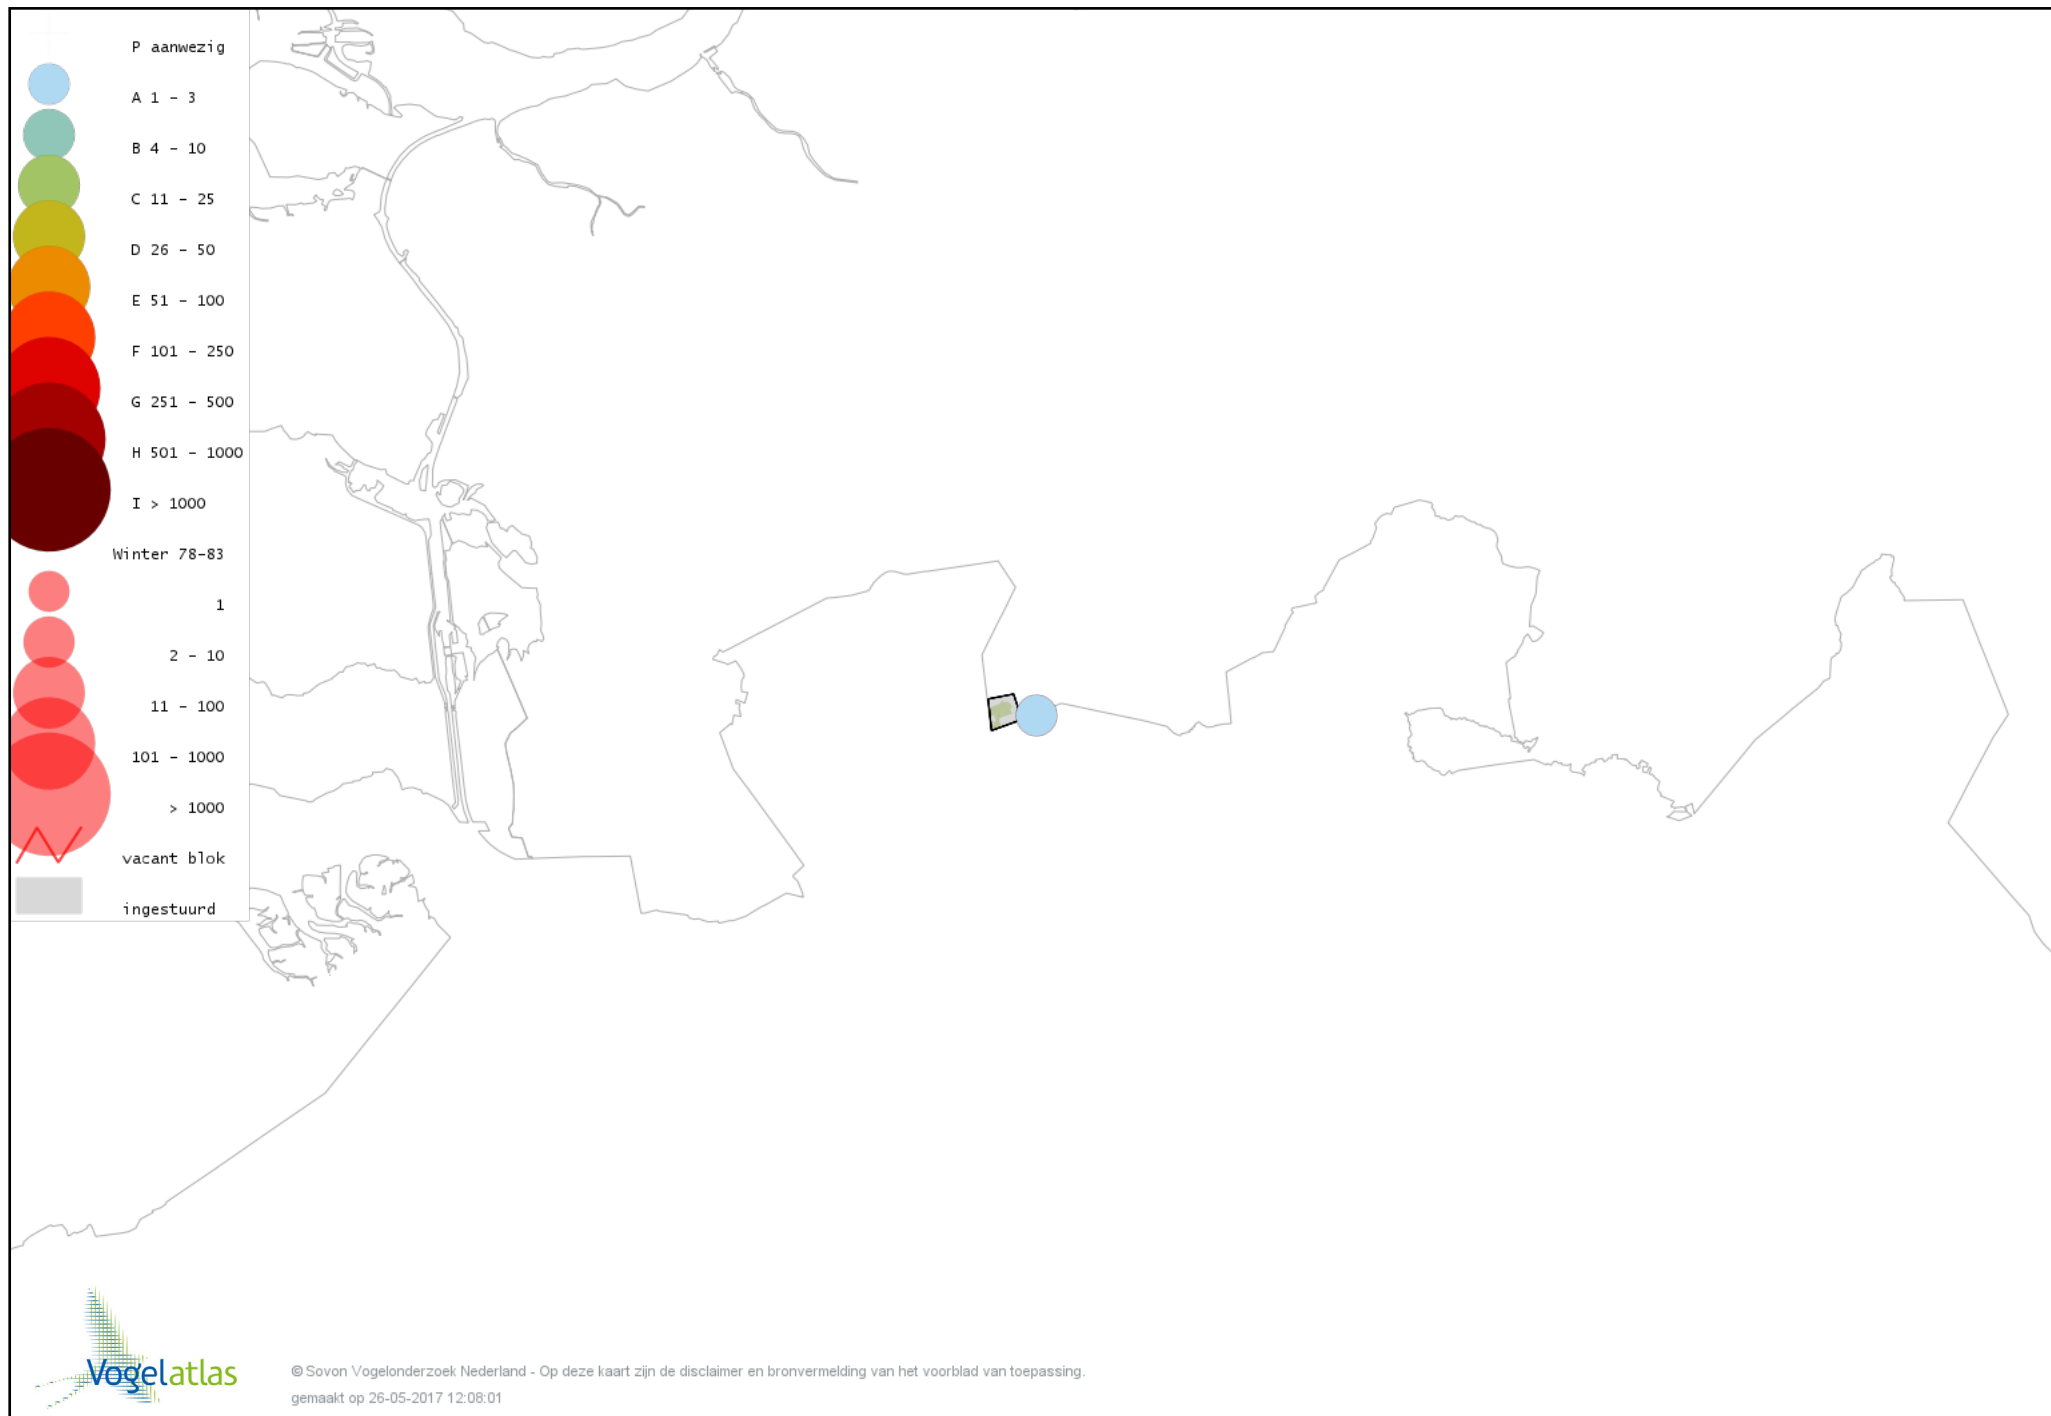 P aanwezig
A 1 - 3
B 4 - 10
C 11 - 25
D 26 - 50
E 51 - 100
F 101 - 250
G 251 - 500
H 501 - 1000
I > 1000
Winter 78-83
1
2 - 10
11 - 100
101 - 1000
> 1000
vacant blok
ingestuurd
Vogelatlas
© Sovon Vogelonderzoek Nederland - Op deze kaart zijn de disclaimer en bronvermelding van het voorblad van toepassing.
gemaakt op 26-05-2017 12:08:01